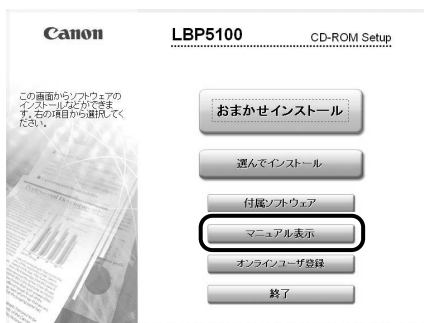 Canon
LBP5100
CD-ROM Setup
この画面からソフトウェアの
インストールなどができま
す。右の項目から選択してく
ださい。
おまかせインストール
選んでインストール
付属ソフトウェア
マニュアル表示
オンラインユーザ登録
終了